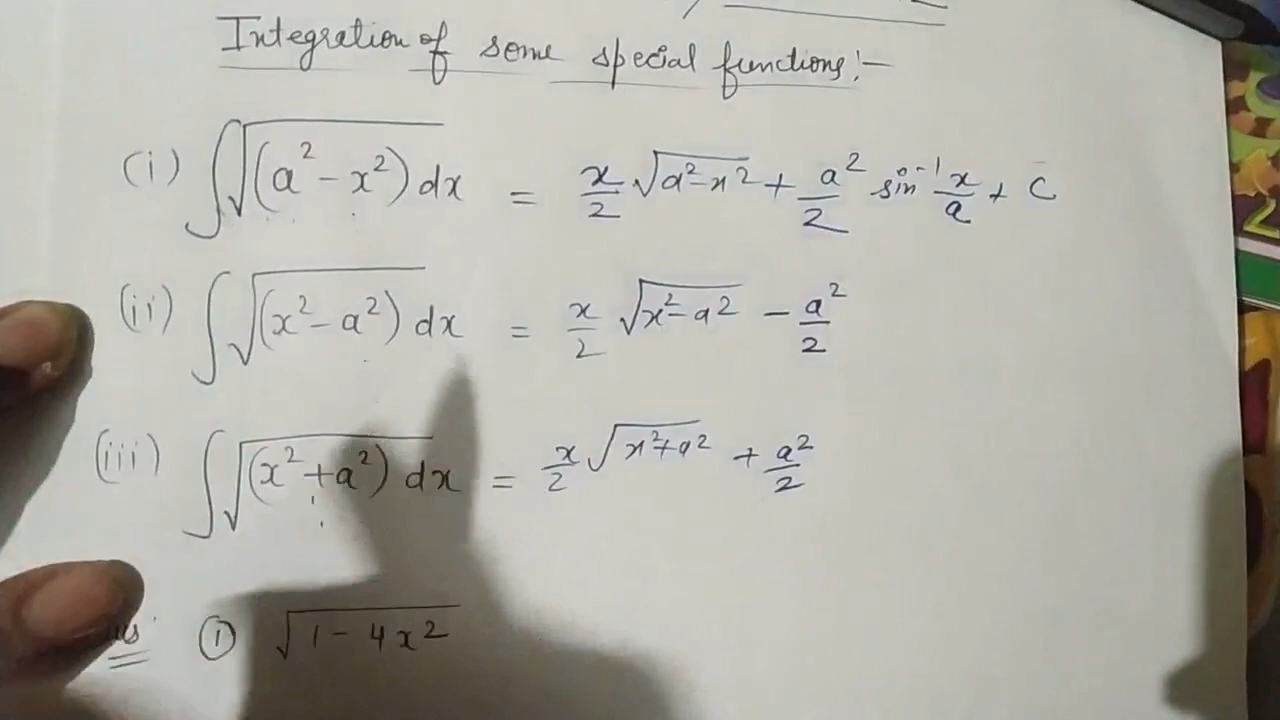 Integration of some special functions:-
(i) ∫√(a² - x²) dx = x/2 √a²-x² + a²/2 sin⁻¹ x/a + C
(ii) ∫√(x² - a²) dx = x/2 √x²-a² - a²/2
(iii) ∫√(x² + a²) dx = x/2 √x²+a² + a²/2
① √1 - 4x²